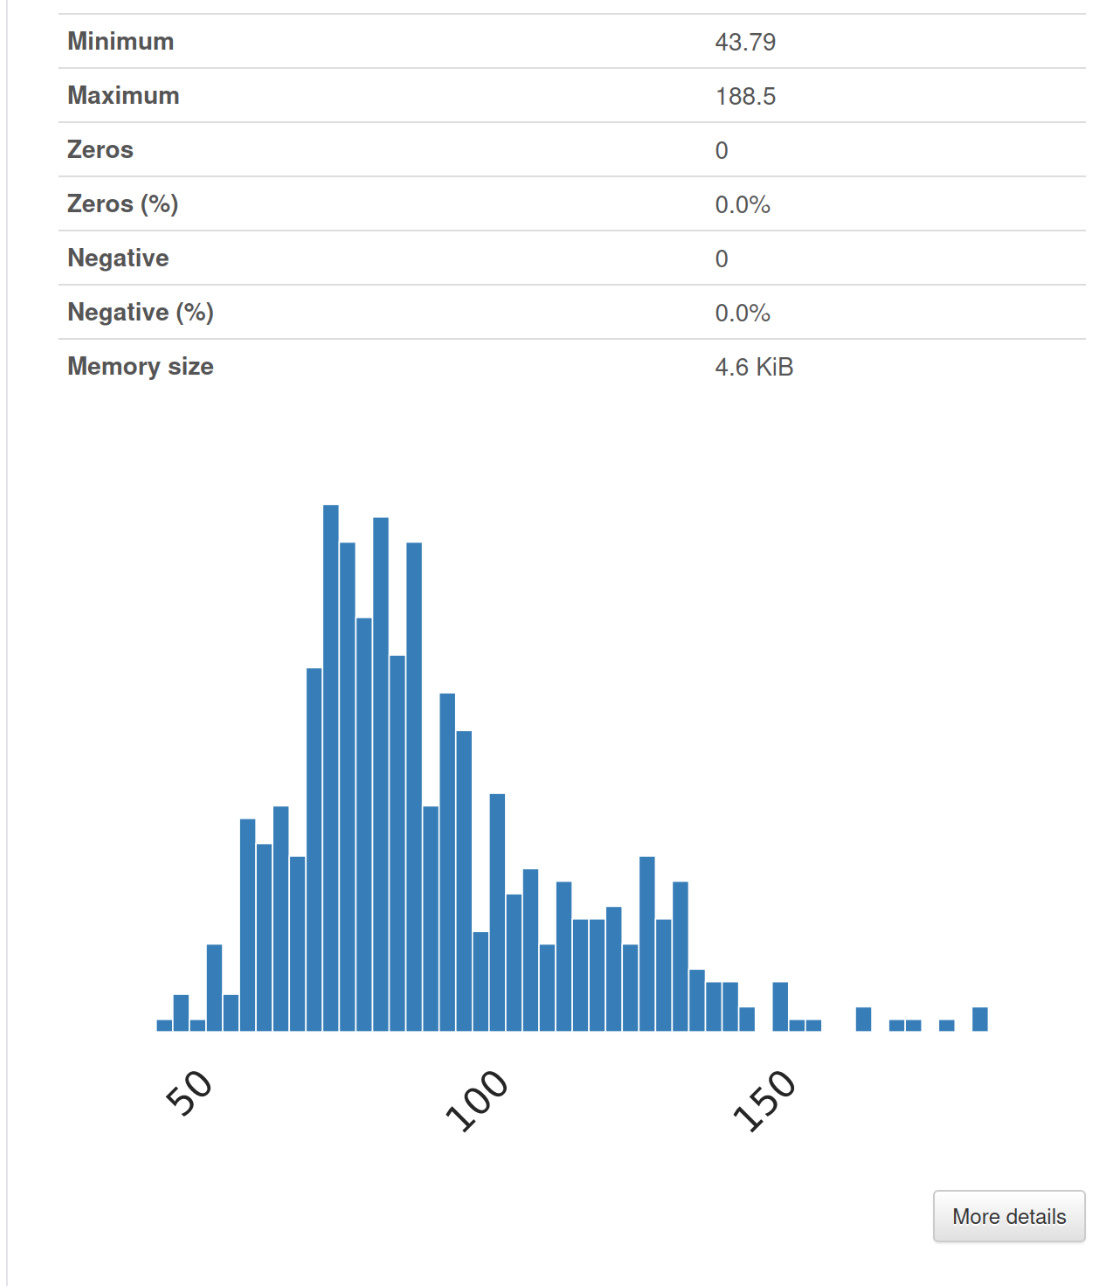 Minimum 43.79
Maximum 188.5
Zeros 0
Zeros (%) 0.0%
Negative 0
Negative (%) 0.0%
Memory size 4.6 KiB
50 100 150
More details